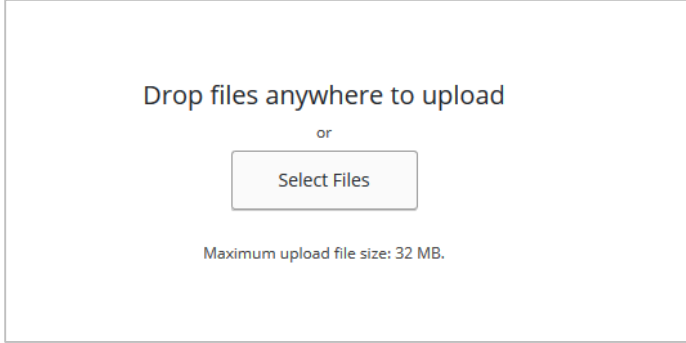 Drop files anywhere to upload
or
Select Files
Maximum upload file size: 32 MB.